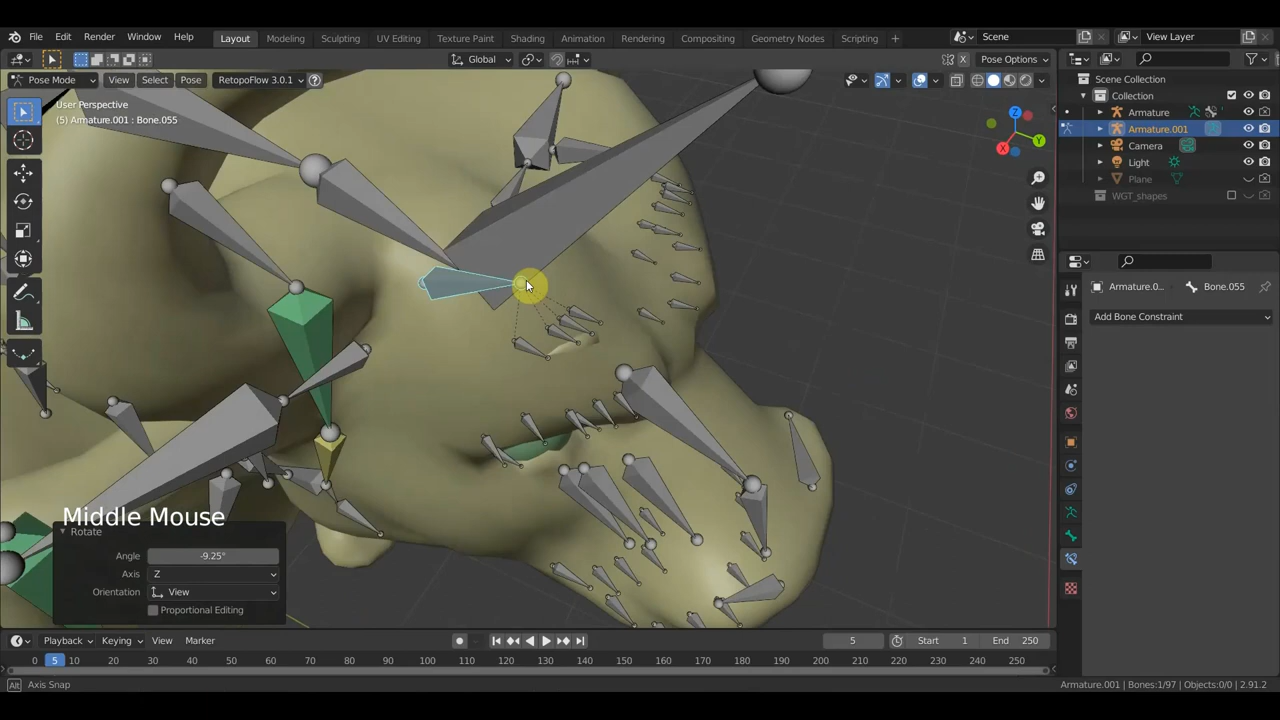 File Edit Render Window Help Layout Modeling Sculpting UV Editing Texture Paint Shading Animation Rendering Compositing Geometry Nodes Scripting + Scene View Layer
Global Pose Options
Pose Mode View Select Pose RetopoFlow 3.0.1
User Perspective
(5) Armature.001 : Bone.055
Scene Collection
Collection
Armature
Armature.001
Camera
Light
Plane
WGT_shapes
Z
Y
X
Armature.0... Bone.055
Add Bone Constraint
Middle Mouse
Rotate
Angle -9.25°
Axis Z
Orientation View
Proportional Editing
Playback Keying View Marker 5 Start 1 End 250
0 5 10 20 30 40 50 60 70 80 90 100 110 120 130 140 150 160 170 180 190 200 210 220 230 240 250
Alt Axis Snap Armature.001 | Bones:1/97 | Objects:0/0 | 2.91.2